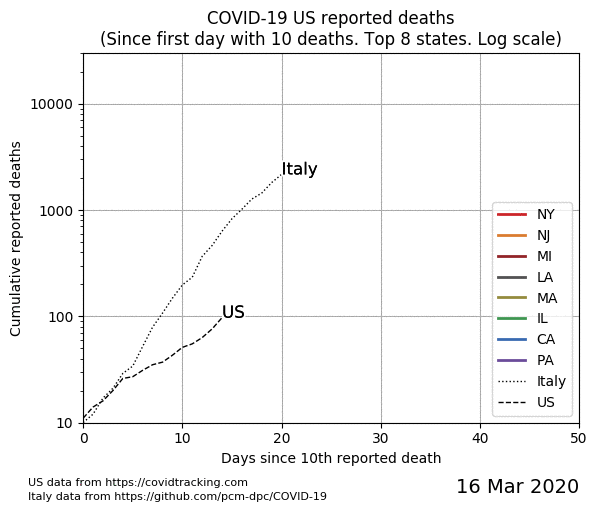 COVID-19 US reported deaths
(Since first day with 10 deaths. Top 8 states. Log scale)
Cumulative reported deaths
10000
1000
100
10
Italy
US
NY
NJ
MI
LA
MA
IL
CA
PA
Italy
US
0 10 20 30 40 50
Days since 10th reported death
US data from https://covidtracking.com
Italy data from https://github.com/pcm-dpc/COVID-19
16 Mar 2020